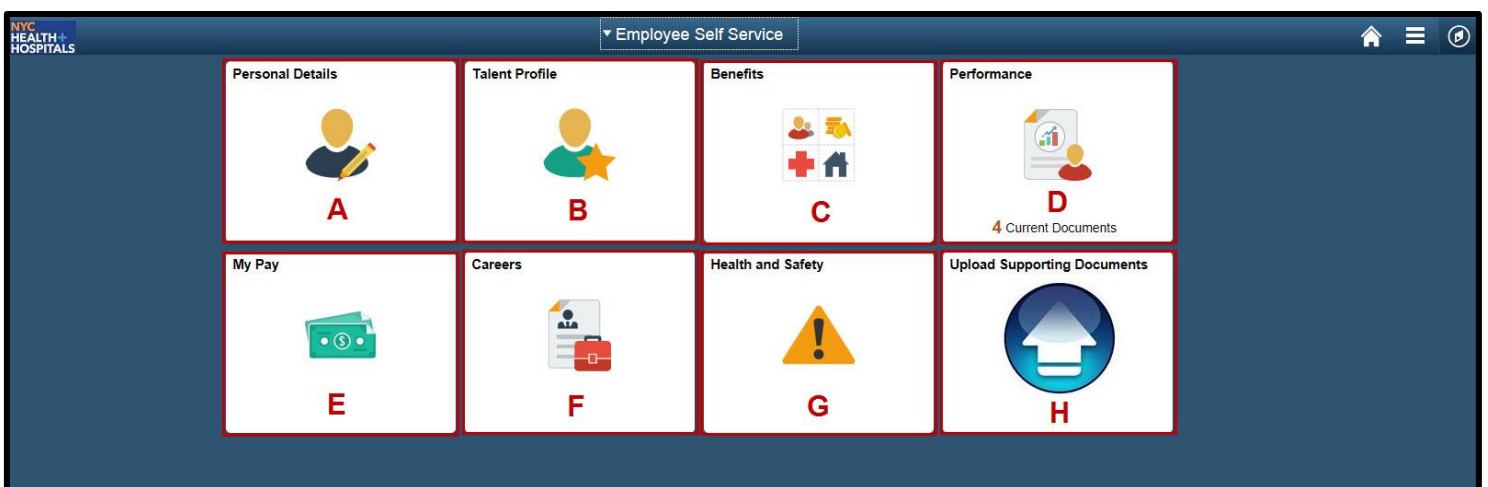 NYC
HEALTH+
HOSPITALS
Employee Self Service
Personal Details
A
Talent Profile
B
Benefits
C
Performance
D
4 Current Documents
My Pay
$
E
Careers
F
Health and Safety
!
G
Upload Supporting Documents
H